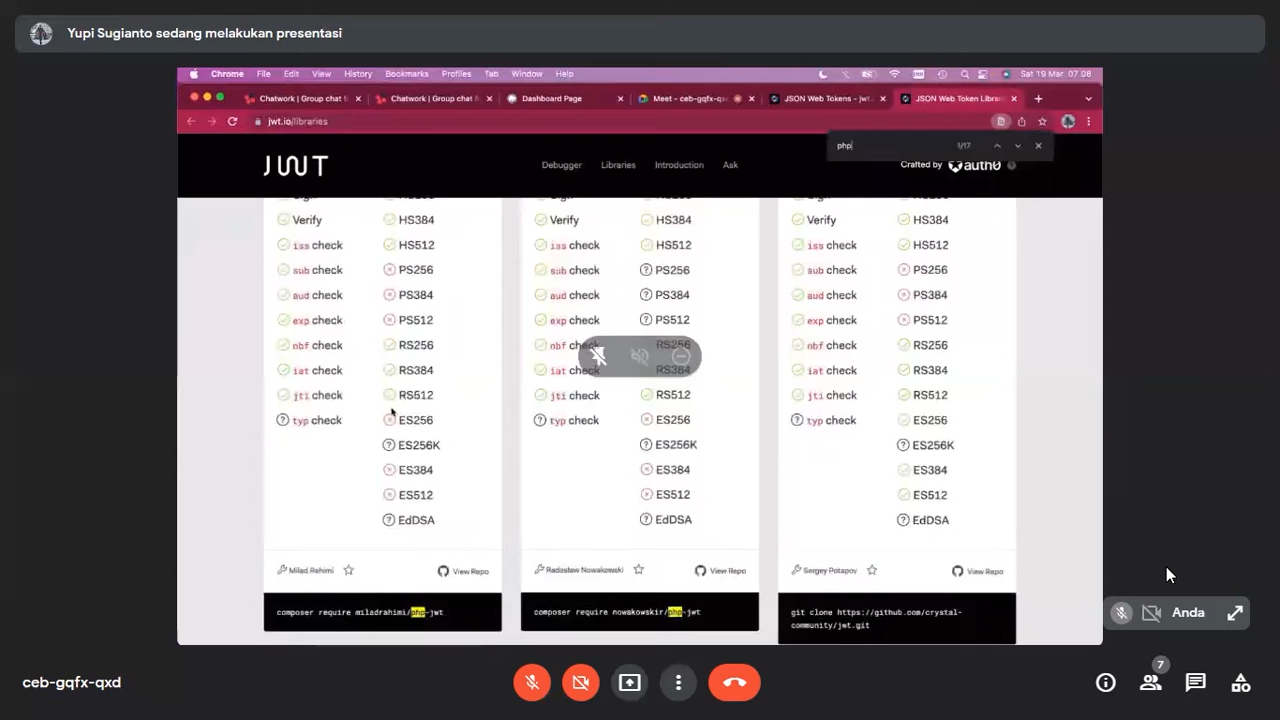 Yupi Sugianto sedang melakukan presentasi
Chrome File Edit View History Bookmarks Profiles Tab Window Help Sat 19 Mar 07.08
Chatwork | Group chat f Chatwork | Group chat f Dashboard Page Meet - ceb-gqfx-qx JSON Web Tokens - jwt. JSON Web Token Librar
jwt.io/libraries
php 1/17
JWT Debugger Libraries Introduction Ask Crafted by auth0
Verify HS384 Verify HS384 Verify HS384
iss check HS512 iss check HS512 iss check HS512
sub check PS256 sub check PS256 sub check PS256
aud check PS384 aud check PS384 aud check PS384
exp check PS512 exp check PS512 exp check PS512
nbf check RS256 nbf check RS256 nbf check RS256
iat check RS384 iat check RS384 iat check RS384
jti check RS512 jti check RS512 jti check RS512
typ check ES256 typ check ES256 typ check ES256
ES256K ES256K ES256K
ES384 ES384 ES384
ES512 ES512 ES512
EdDSA EdDSA EdDSA
Milad Rahimi View Repo Radosław Nowakowski View Repo Sergey Potapov View Repo
composer require miladrahimi/php-jwt composer require nowakowskir/php-jwt git clone https://github.com/crystal-
community/jwt.git
Anda
ceb-gqfx-qxd
7